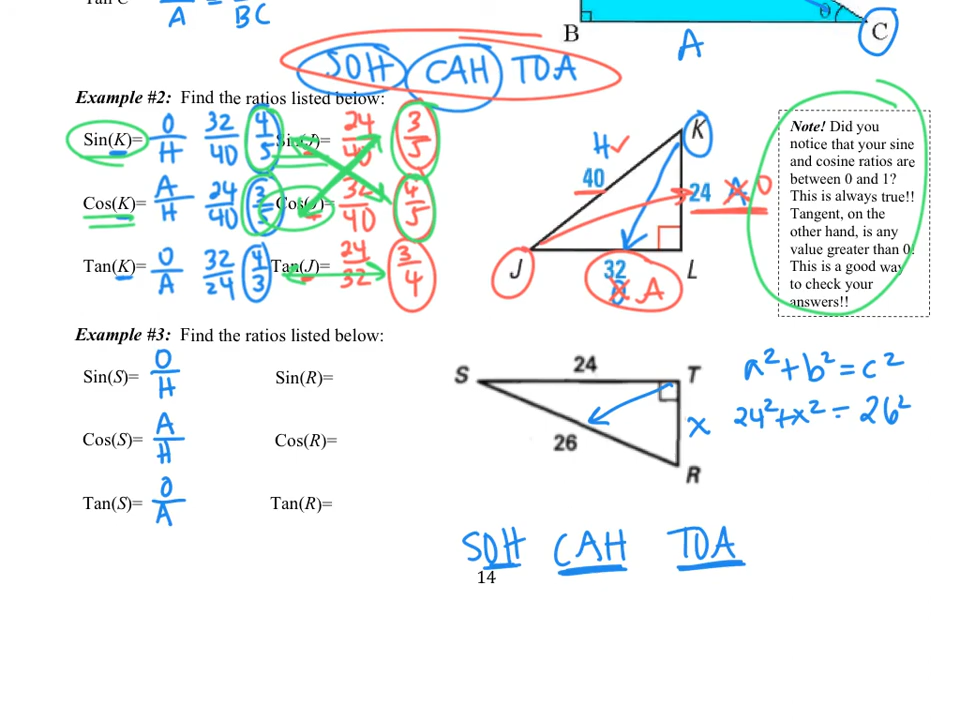 Tan C
A = BC
B
A
θ
C
SOH CAH TOA
Example #2: Find the ratios listed below:
Sin(K)= O/H 32/40 4/5 Sin(J)= 24/40 3/5
Cos(K)= A/H 24/40 3/5 Cos(J)= 32/40 4/5
Tan(K)= O/A 32/24 4/3 Tan(J)= 24/32 3/4
K
H ✓
40
24 A O
J
32
O A
L
Note! Did you
notice that your sine
and cosine ratios are
between 0 and 1?
This is always true!!
Tangent, on the
other hand, is any
value greater than 0!
This is a good way
to check your
answers!!
Example #3: Find the ratios listed below:
Sin(S)= O/H Sin(R)=
Cos(S)= A/H Cos(R)=
Tan(S)= O/A Tan(R)=
S
24
T
26
x
R
a²+b²=c²
24²+x²=26²
SOH CAH TOA
14